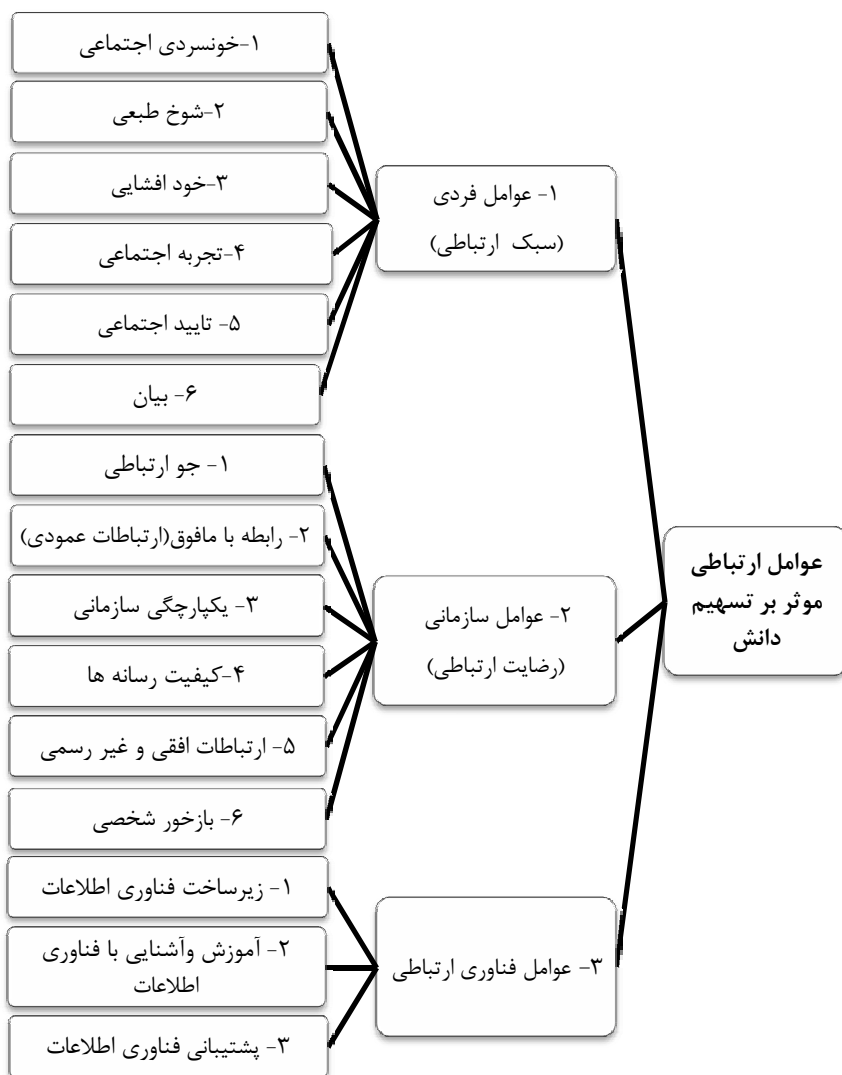 عوامل ارتباطی
موثر بر تسهیم
دانش
۱- عوامل فردی
(سبک ارتباطی)
۱-خونسردی اجتماعی
۲-شوخ طبعی
۳-خود افشایی
۴-تجربه اجتماعی
۵- تایید اجتماعی
۶- بیان
۲- عوامل سازمانی
(رضایت ارتباطی)
۱- جو ارتباطی
۲- رابطه با مافوق(ارتباطات عمودی)
۳- یکپارچگی سازمانی
۴-کیفیت رسانه ها
۵- ارتباطات افقی و غیر رسمی
۶- بازخور شخصی
۳- عوامل فناوری ارتباطی
۱- زیرساخت فناوری اطلاعات
۲- آموزش وآشنایی با فناوری
اطلاعات
۳- پشتیبانی فناوری اطلاعات